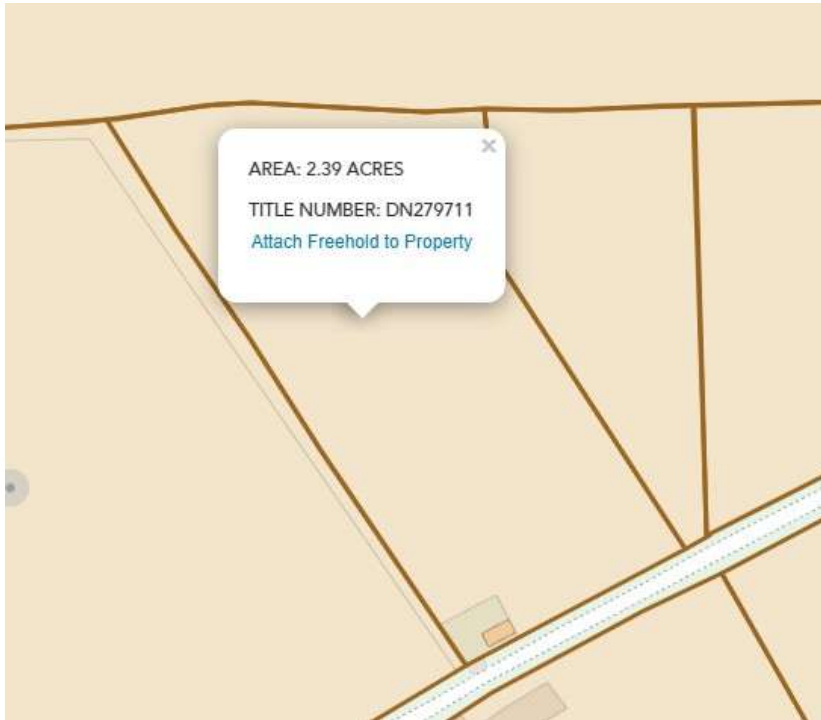 AREA: 2.39 ACRES
TITLE NUMBER: DN279711
Attach Freehold to Property